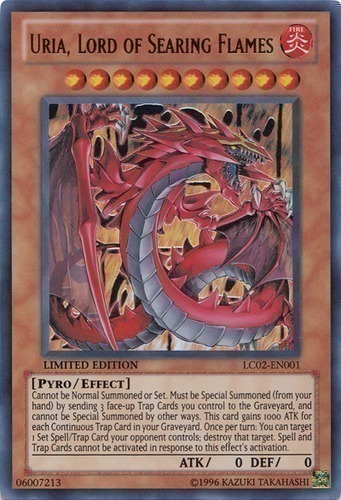 URIA, LORD OF SEARING FLAMES
FIRE
炎
LIMITED EDITION
LC02-EN001
[PYRO/EFFECT]
Cannot be Normal Summoned or Set. Must be Special Summoned (from your
hand) by sending 3 face-up Trap Cards you control to the Graveyard, and
cannot be Special Summoned by other ways. This card gains 1000 ATK for
each Continuous Trap Card in your Graveyard. Once per turn: You can target
1 Set Spell/Trap Card your opponent controls; destroy that target. Spell and
Trap Cards cannot be activated in response to this effect's activation.
ATK/ 0 DEF/ 0
06007213
©1996 KAZUKI TAKAHASHI